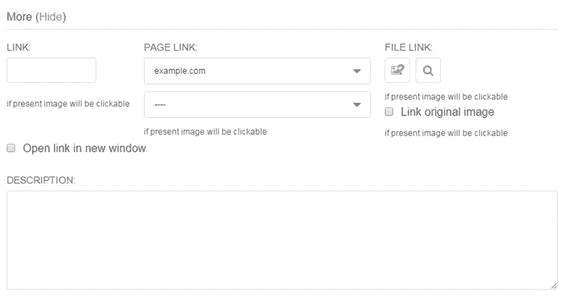 More (Hide)
LINK:
if present image will be clickable
PAGE LINK:
example.com
----
if present image will be clickable
FILE LINK:
if present image will be clickable
Link original image
if present image will be clickable
Open link in new window
DESCRIPTION: